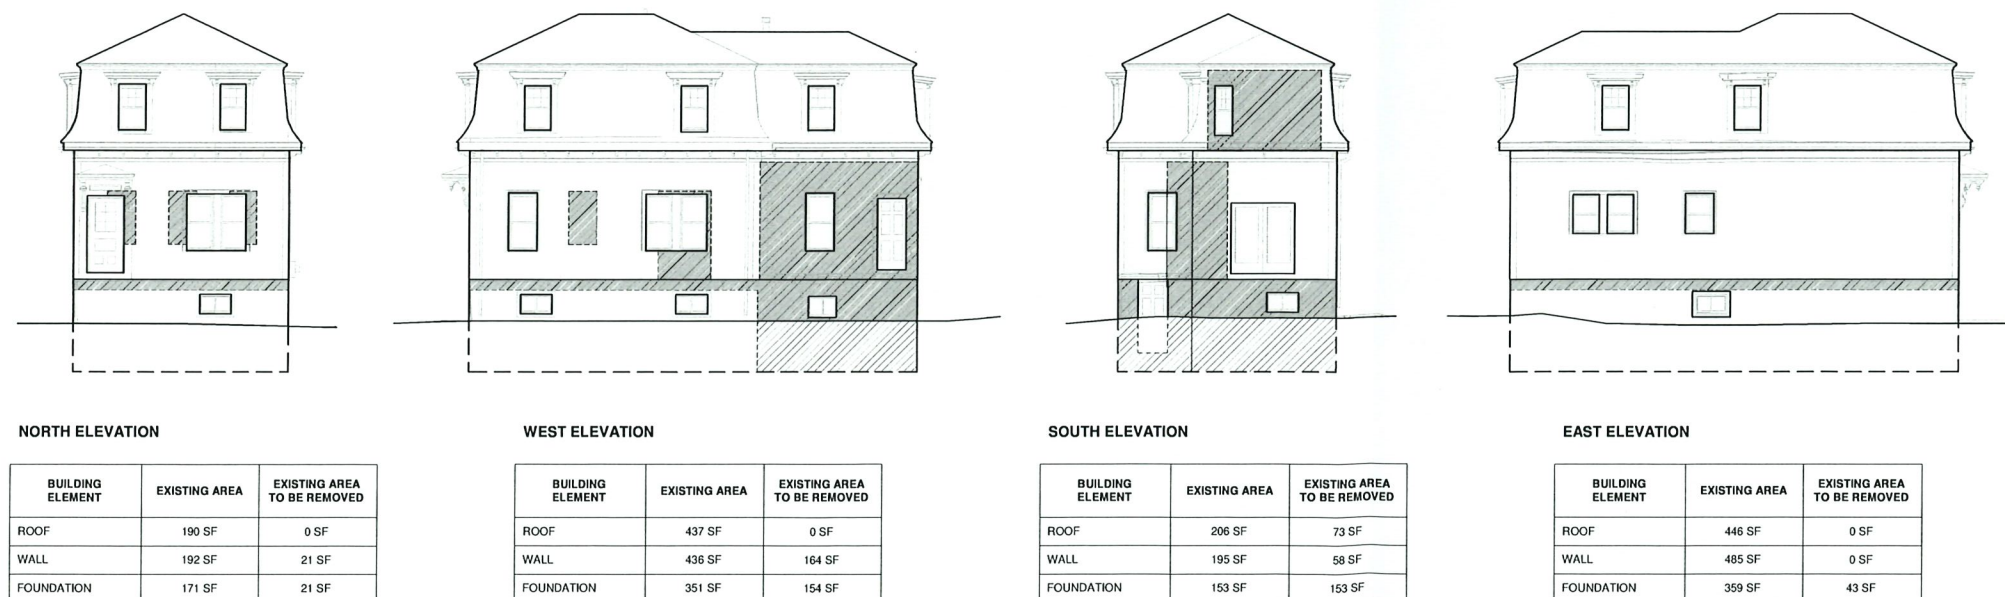 NORTH ELEVATION
BUILDING ELEMENT EXISTING AREA EXISTING AREA TO BE REMOVED
ROOF 190 SF 0 SF
WALL 192 SF 21 SF
FOUNDATION 171 SF 21 SF
WEST ELEVATION
BUILDING ELEMENT EXISTING AREA EXISTING AREA TO BE REMOVED
ROOF 437 SF 0 SF
WALL 436 SF 164 SF
FOUNDATION 351 SF 154 SF
SOUTH ELEVATION
BUILDING ELEMENT EXISTING AREA EXISTING AREA TO BE REMOVED
ROOF 206 SF 73 SF
WALL 195 SF 58 SF
FOUNDATION 153 SF 153 SF
EAST ELEVATION
BUILDING ELEMENT EXISTING AREA EXISTING AREA TO BE REMOVED
ROOF 446 SF 0 SF
WALL 485 SF 0 SF
FOUNDATION 359 SF 43 SF